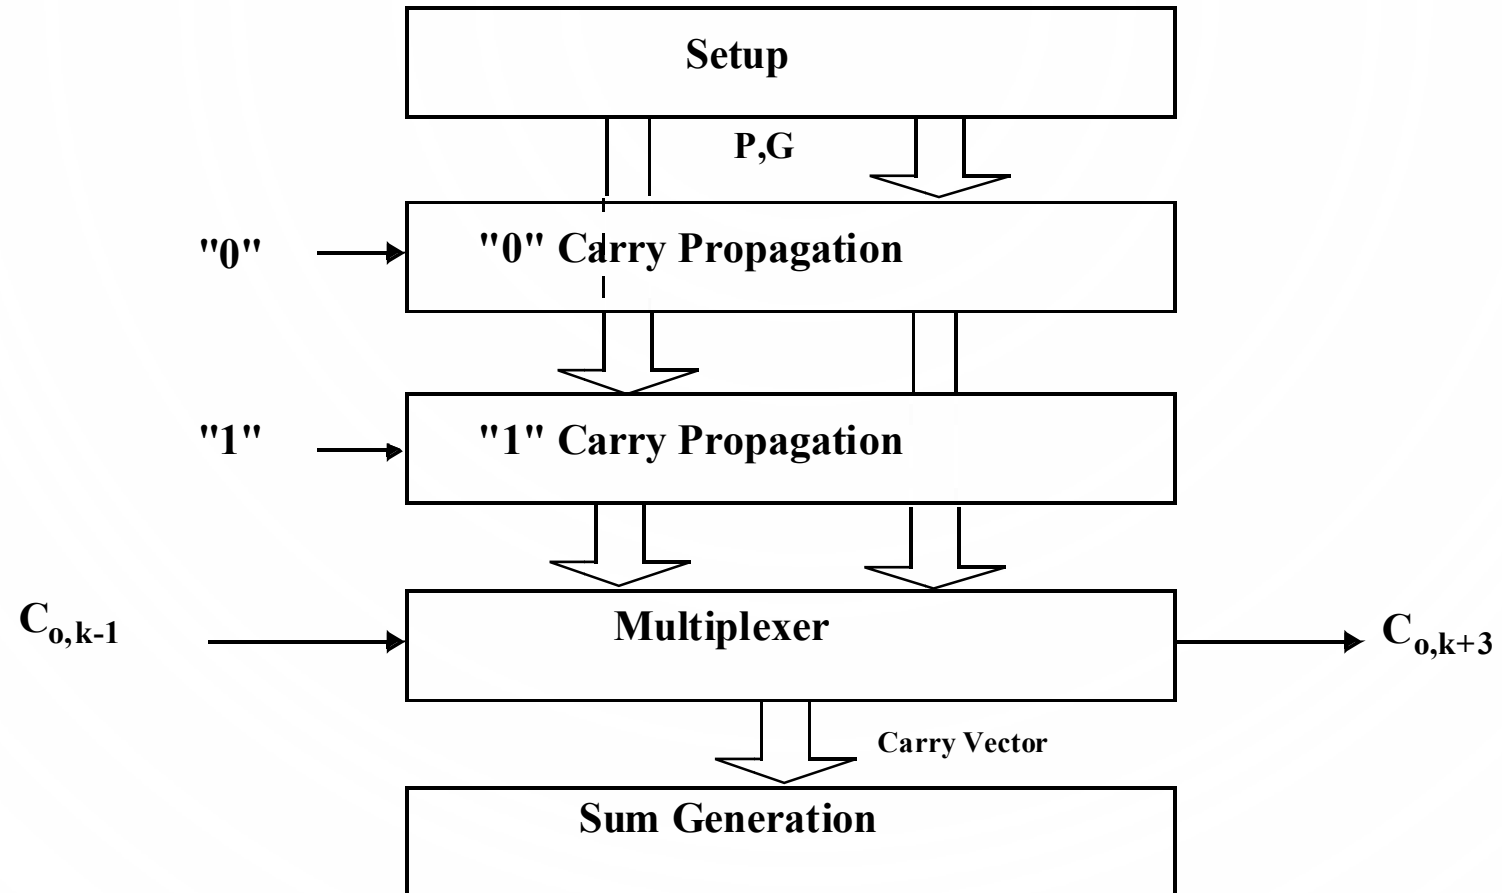 Setup
P,G
"0"
"0" Carry Propagation
"1"
"1" Carry Propagation
Co,k-1
Multiplexer
Co,k+3
Carry Vector
Sum Generation